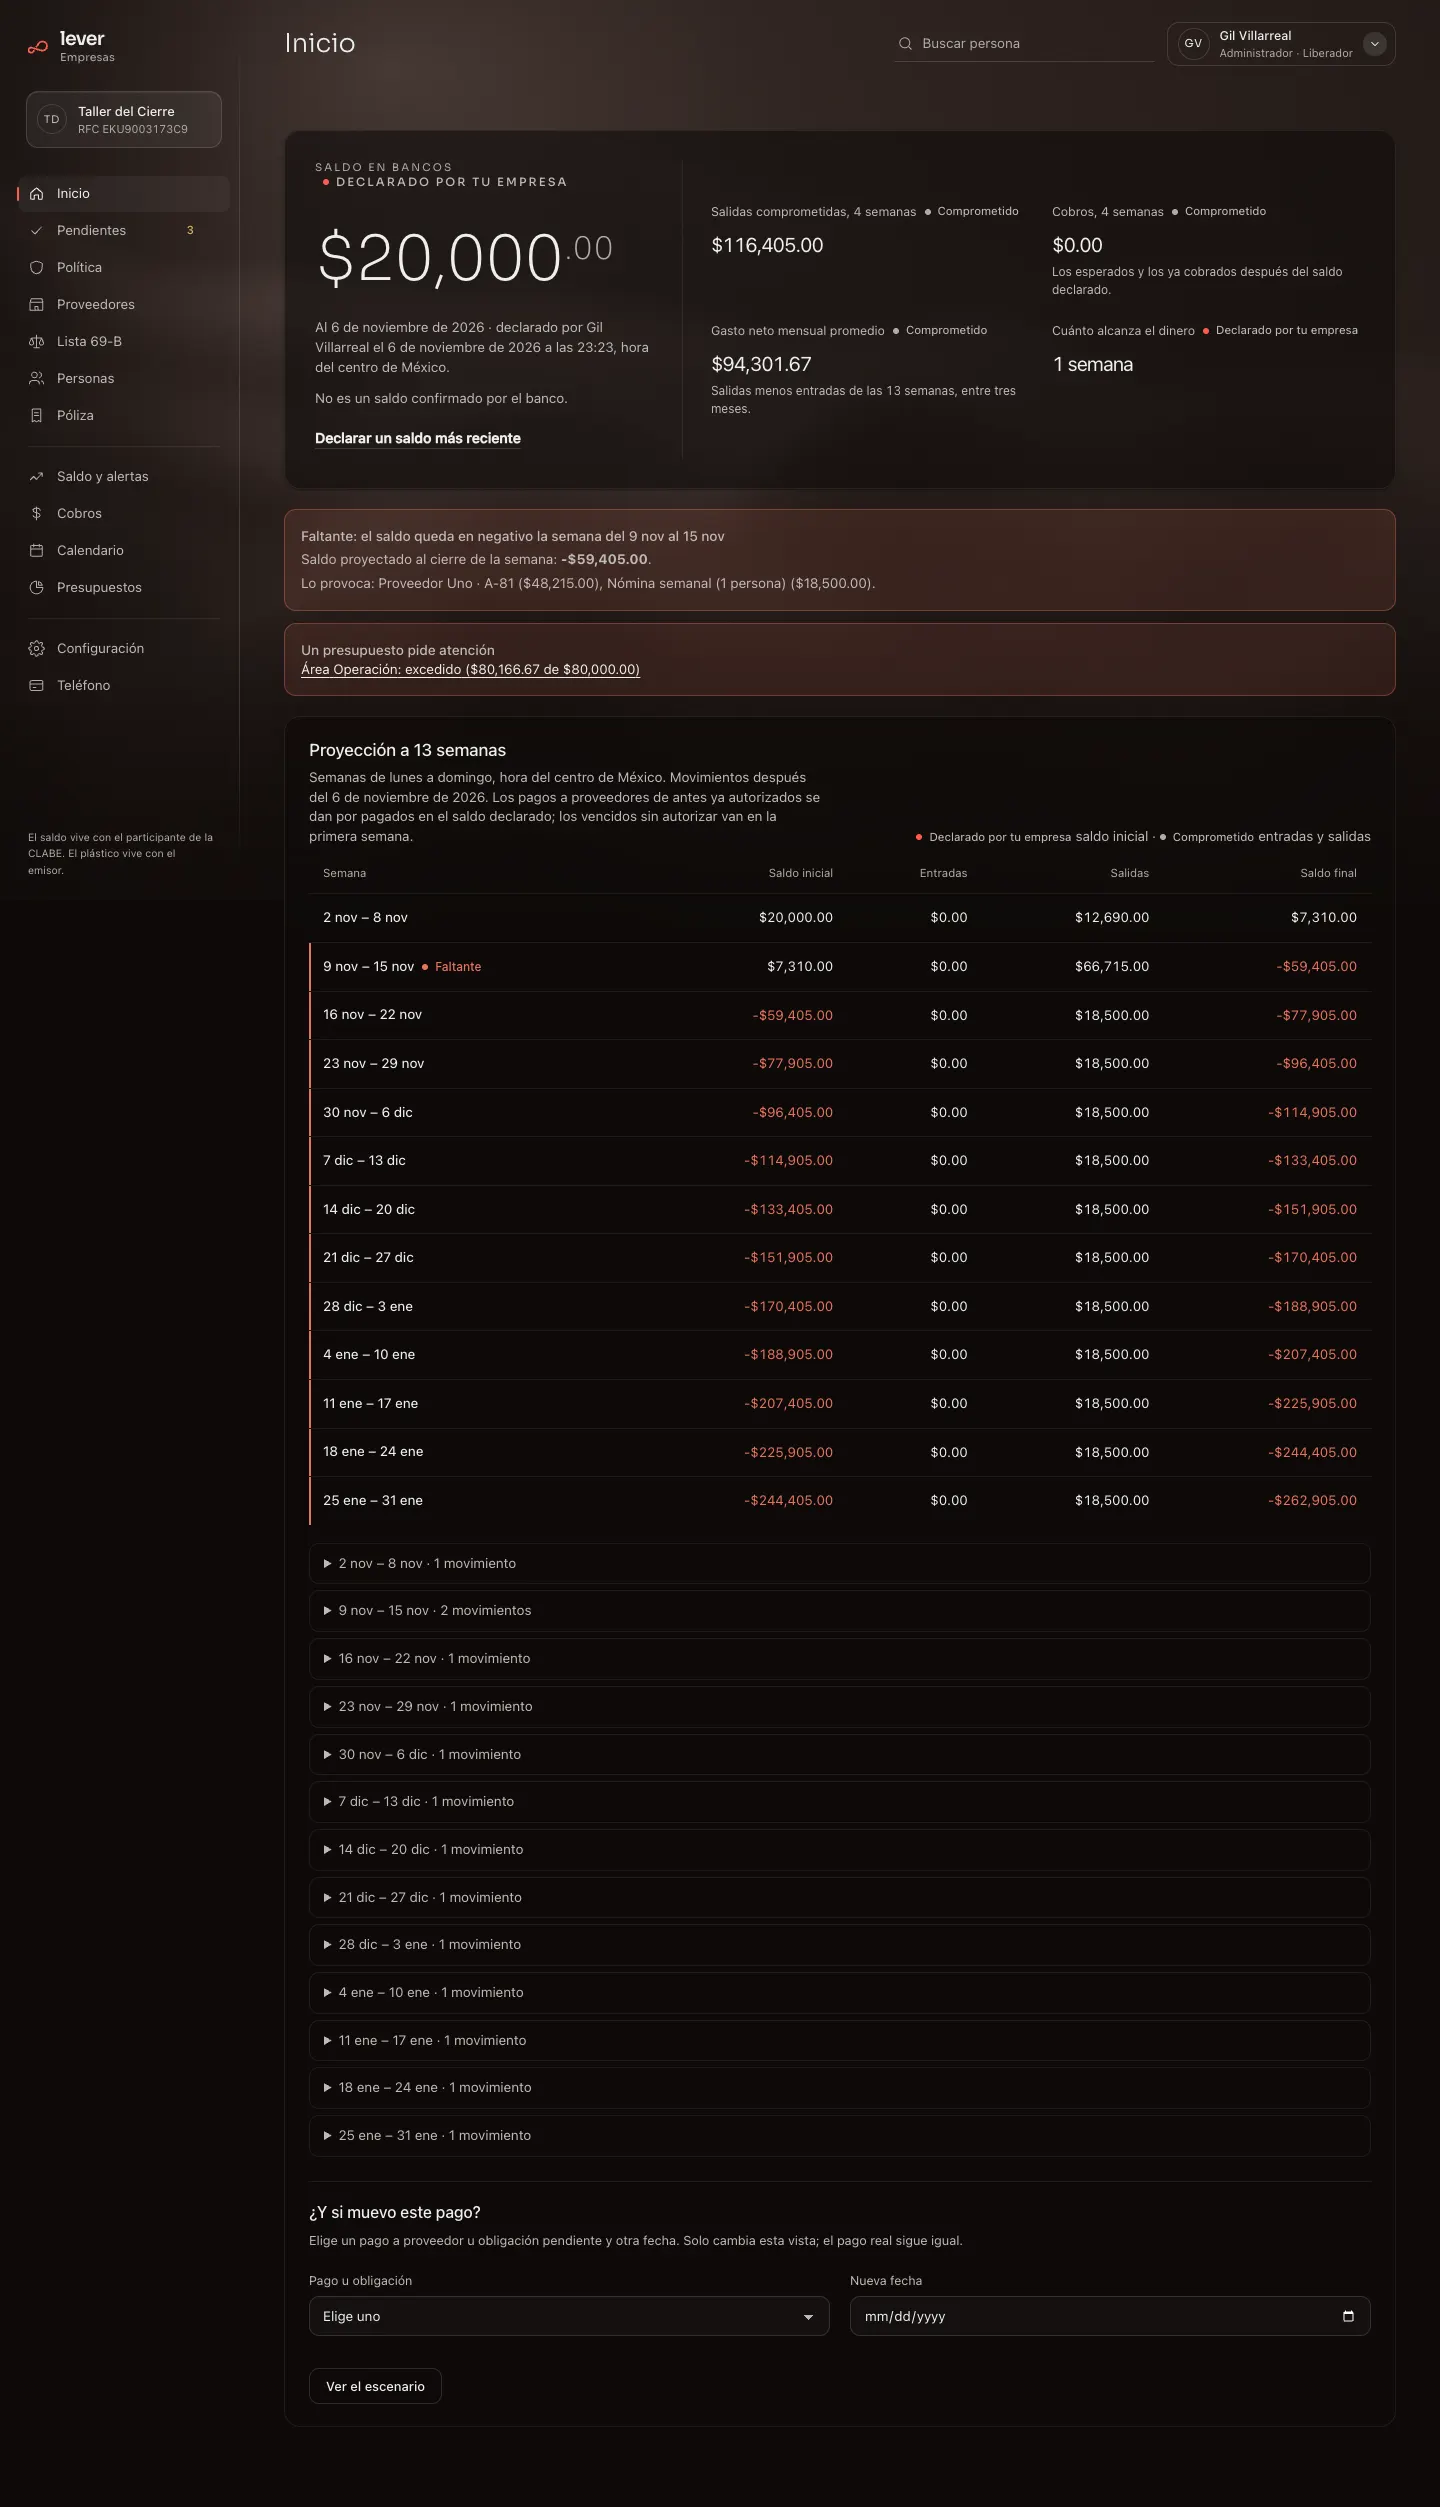 lever
Empresas
TD
Taller del Cierre
RFC EKU9003173C9
Inicio
Pendientes 3
Política
Proveedores
Lista 69-B
Personas
Póliza
Saldo y alertas
Cobros
Calendario
Presupuestos
Configuración
Teléfono
El saldo vive con el participante de la
CLABE. El plástico vive con el
emisor.
Inicio
Buscar persona
GV
Gil Villarreal
Administrador · Liberador
SALDO EN BANCOS
DECLARADO POR TU EMPRESA
$20,000.00
Al 6 de noviembre de 2026 · declarado por Gil
Villarreal el 6 de noviembre de 2026 a las 23:23, hora
del centro de México.
No es un saldo confirmado por el banco.
Declarar un saldo más reciente
Salidas comprometidas, 4 semanas ● Comprometido
$116,405.00
Cobros, 4 semanas ● Comprometido
$0.00
Los esperados y los ya cobrados después del saldo
declarado.
Gasto neto mensual promedio ● Comprometido
$94,301.67
Salidas menos entradas de las 13 semanas, entre tres
meses.
Cuánto alcanza el dinero ● Declarado por tu empresa
1 semana
Faltante: el saldo queda en negativo la semana del 9 nov al 15 nov
Saldo proyectado al cierre de la semana: -$59,405.00.
Lo provoca: Proveedor Uno · A-81 ($48,215.00), Nómina semanal (1 persona) ($18,500.00).
Un presupuesto pide atención
Área Operación: excedido ($80,166.67 de $80,000.00)
Proyección a 13 semanas
Semanas de lunes a domingo, hora del centro de México. Movimientos después
del 6 de noviembre de 2026. Los pagos a proveedores de antes ya autorizados se
dan por pagados en el saldo declarado; los vencidos sin autorizar van en la
primera semana.
● Declarado por tu empresa saldo inicial · ● Comprometido entradas y salidas
Semana Saldo inicial Entradas Salidas Saldo final
2 nov – 8 nov $20,000.00 $0.00 $12,690.00 $7,310.00
9 nov – 15 nov ● Faltante $7,310.00 $0.00 $66,715.00 -$59,405.00
16 nov – 22 nov -$59,405.00 $0.00 $18,500.00 -$77,905.00
23 nov – 29 nov -$77,905.00 $0.00 $18,500.00 -$96,405.00
30 nov – 6 dic -$96,405.00 $0.00 $18,500.00 -$114,905.00
7 dic – 13 dic -$114,905.00 $0.00 $18,500.00 -$133,405.00
14 dic – 20 dic -$133,405.00 $0.00 $18,500.00 -$151,905.00
21 dic – 27 dic -$151,905.00 $0.00 $18,500.00 -$170,405.00
28 dic – 3 ene -$170,405.00 $0.00 $18,500.00 -$188,905.00
4 ene – 10 ene -$188,905.00 $0.00 $18,500.00 -$207,405.00
11 ene – 17 ene -$207,405.00 $0.00 $18,500.00 -$225,905.00
18 ene – 24 ene -$225,905.00 $0.00 $18,500.00 -$244,405.00
25 ene – 31 ene -$244,405.00 $0.00 $18,500.00 -$262,905.00
2 nov – 8 nov · 1 movimiento
9 nov – 15 nov · 2 movimientos
16 nov – 22 nov · 1 movimiento
23 nov – 29 nov · 1 movimiento
30 nov – 6 dic · 1 movimiento
7 dic – 13 dic · 1 movimiento
14 dic – 20 dic · 1 movimiento
21 dic – 27 dic · 1 movimiento
28 dic – 3 ene · 1 movimiento
4 ene – 10 ene · 1 movimiento
11 ene – 17 ene · 1 movimiento
18 ene – 24 ene · 1 movimiento
25 ene – 31 ene · 1 movimiento
¿Y si muevo este pago?
Elige un pago a proveedor u obligación pendiente y otra fecha. Solo cambia esta vista; el pago real sigue igual.
Pago u obligación
Elige uno
Nueva fecha
mm/dd/yyyy
Ver el escenario